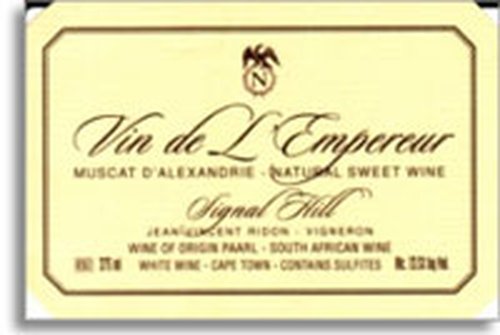 N
Vin de L'Empereur
MUSCAT D'ALEXANDRIE - NATURAL SWEET WINE
Signal Hill
JEAN-VINCENT RIDON - VIGNERON
WINE OF ORIGIN PAARL - SOUTH AFRICAN WINE
375 ml WHITE WINE - CAPE TOWN - CONTAINS SULFITES